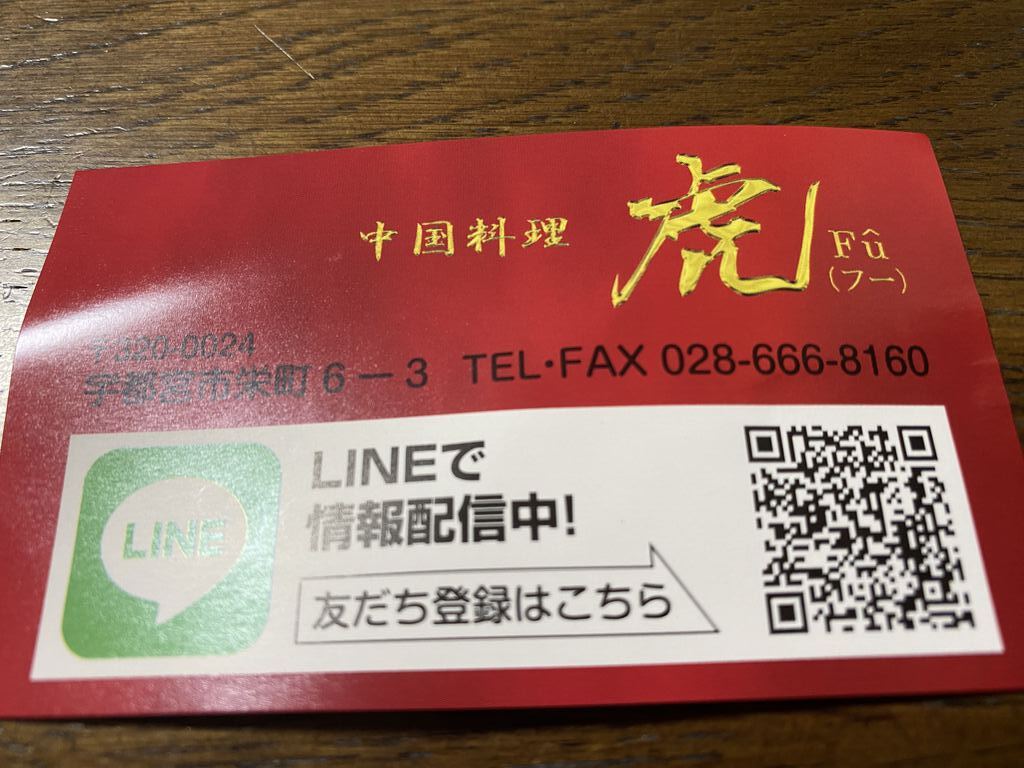 中国料理 虎 Fû
(フー)
〒320-0024
宇都宮市栄町6－3 TEL・FAX 028-666-8160
LINE
LINEで
情報配信中!
友だち登録はこちら